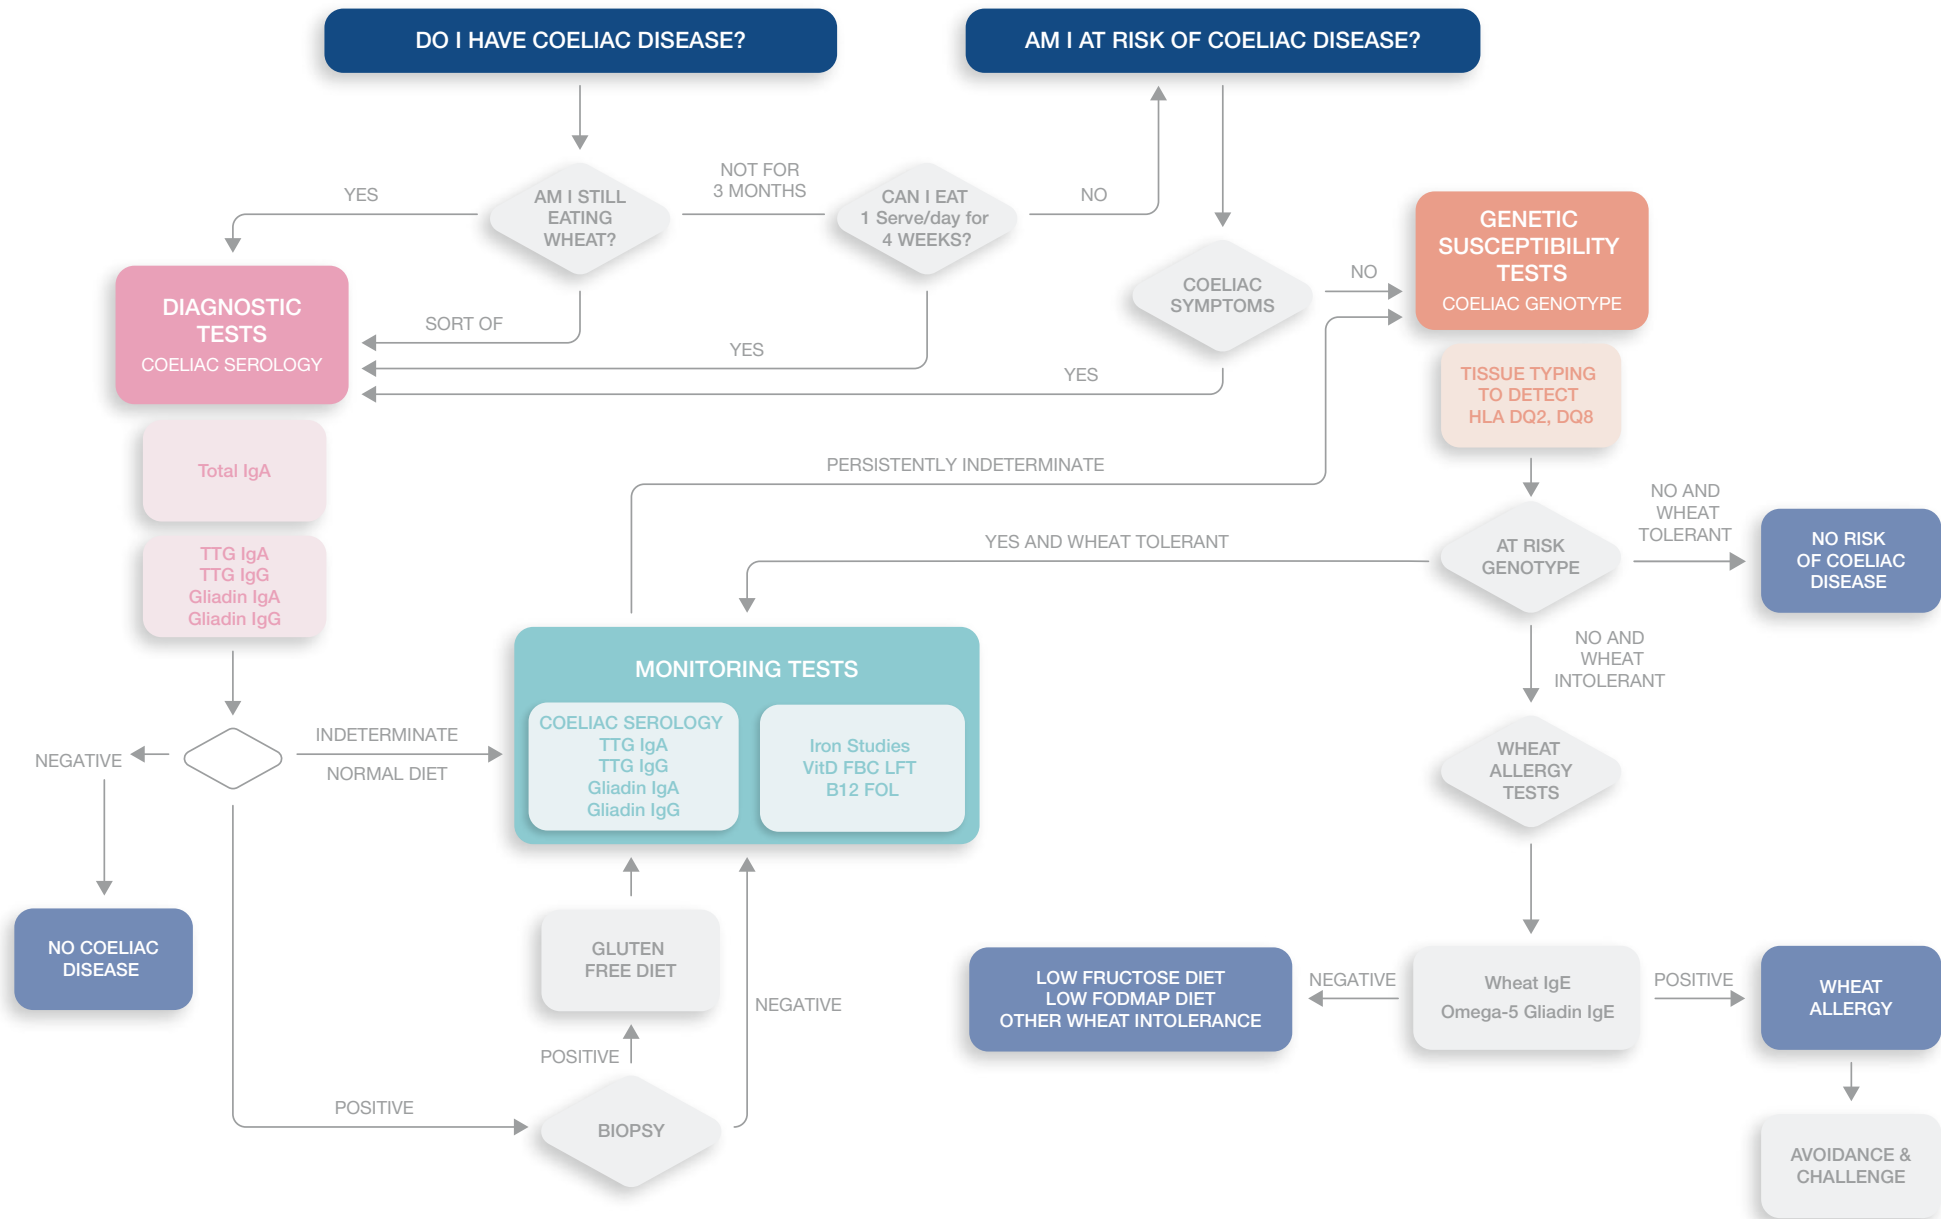 DO I HAVE COELIAC DISEASE?
AM I AT RISK OF COELIAC DISEASE?
YES
AM I STILL
EATING
WHEAT?
NOT FOR
3 MONTHS
CAN I EAT
1 Serve/day for
4 WEEKS?
NO
COELIAC
SYMPTOMS
NO
GENETIC
SUSCEPTIBILITY
TESTS
COELIAC GENOTYPE
DIAGNOSTIC
TESTS
COELIAC SEROLOGY
SORT OF
YES
YES
TISSUE TYPING
TO DETECT
HLA DQ2, DQ8
Total IgA
PERSISTENTLY INDETERMINATE
TTG IgA
TTG IgG
Gliadin IgA
Gliadin IgG
YES AND WHEAT TOLERANT
AT RISK
GENOTYPE
NO AND
WHEAT
TOLERANT
NO RISK
OF COELIAC
DISEASE
NO AND
WHEAT
INTOLERANT
MONITORING TESTS
COELIAC SEROLOGY
TTG IgA
TTG IgG
Gliadin IgA
Gliadin IgG
Iron Studies
VitD FBC LFT
B12 FOL
NEGATIVE
INDETERMINATE
NORMAL DIET
WHEAT
ALLERGY
TESTS
NO COELIAC
DISEASE
GLUTEN
FREE DIET
NEGATIVE
LOW FRUCTOSE DIET
LOW FODMAP DIET
OTHER WHEAT INTOLERANCE
NEGATIVE
Wheat IgE
Omega-5 Gliadin IgE
POSITIVE
WHEAT
ALLERGY
POSITIVE
POSITIVE
BIOPSY
AVOIDANCE &
CHALLENGE